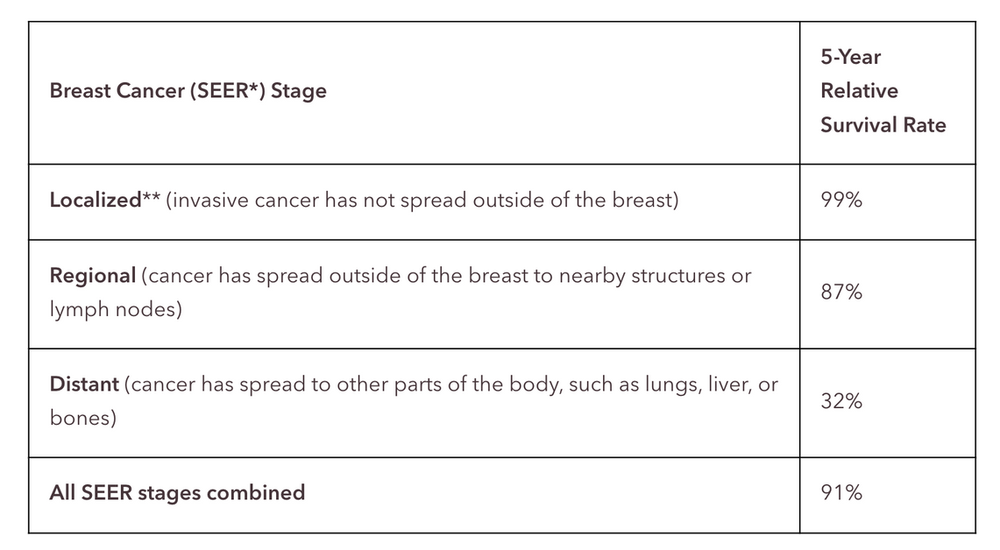 Breast Cancer (SEER*) Stage
5-Year
Relative
Survival Rate
Localized** (invasive cancer has not spread outside of the breast)
99%
Regional (cancer has spread outside of the breast to nearby structures or
lymph nodes)
87%
Distant (cancer has spread to other parts of the body, such as lungs, liver, or
bones)
32%
All SEER stages combined
91%